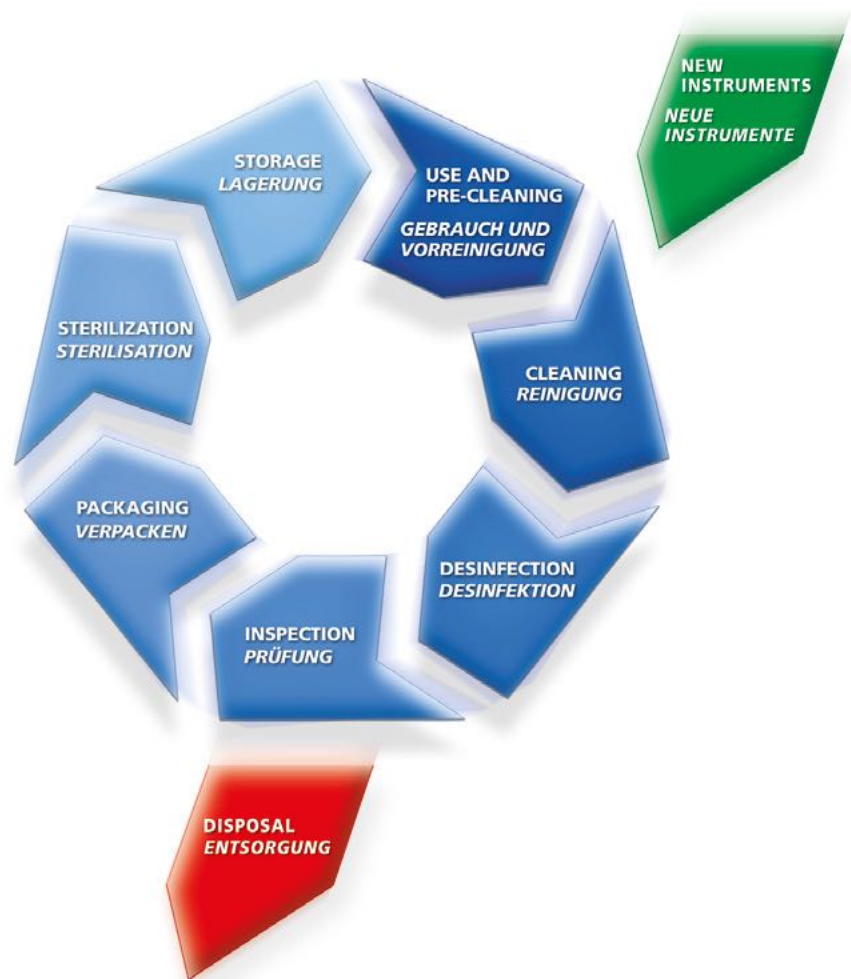 NEW
INSTRUMENTS
NEUE
INSTRUMENTE
STORAGE
LAGERUNG
USE AND
PRE-CLEANING
GEBRAUCH UND
VORREINIGUNG
CLEANING
REINIGUNG
DESINFECTION
DESINFEKTION
INSPECTION
PRÜFUNG
PACKAGING
VERPACKEN
STERILIZATION
STERILISATION
DISPOSAL
ENTSORGUNG